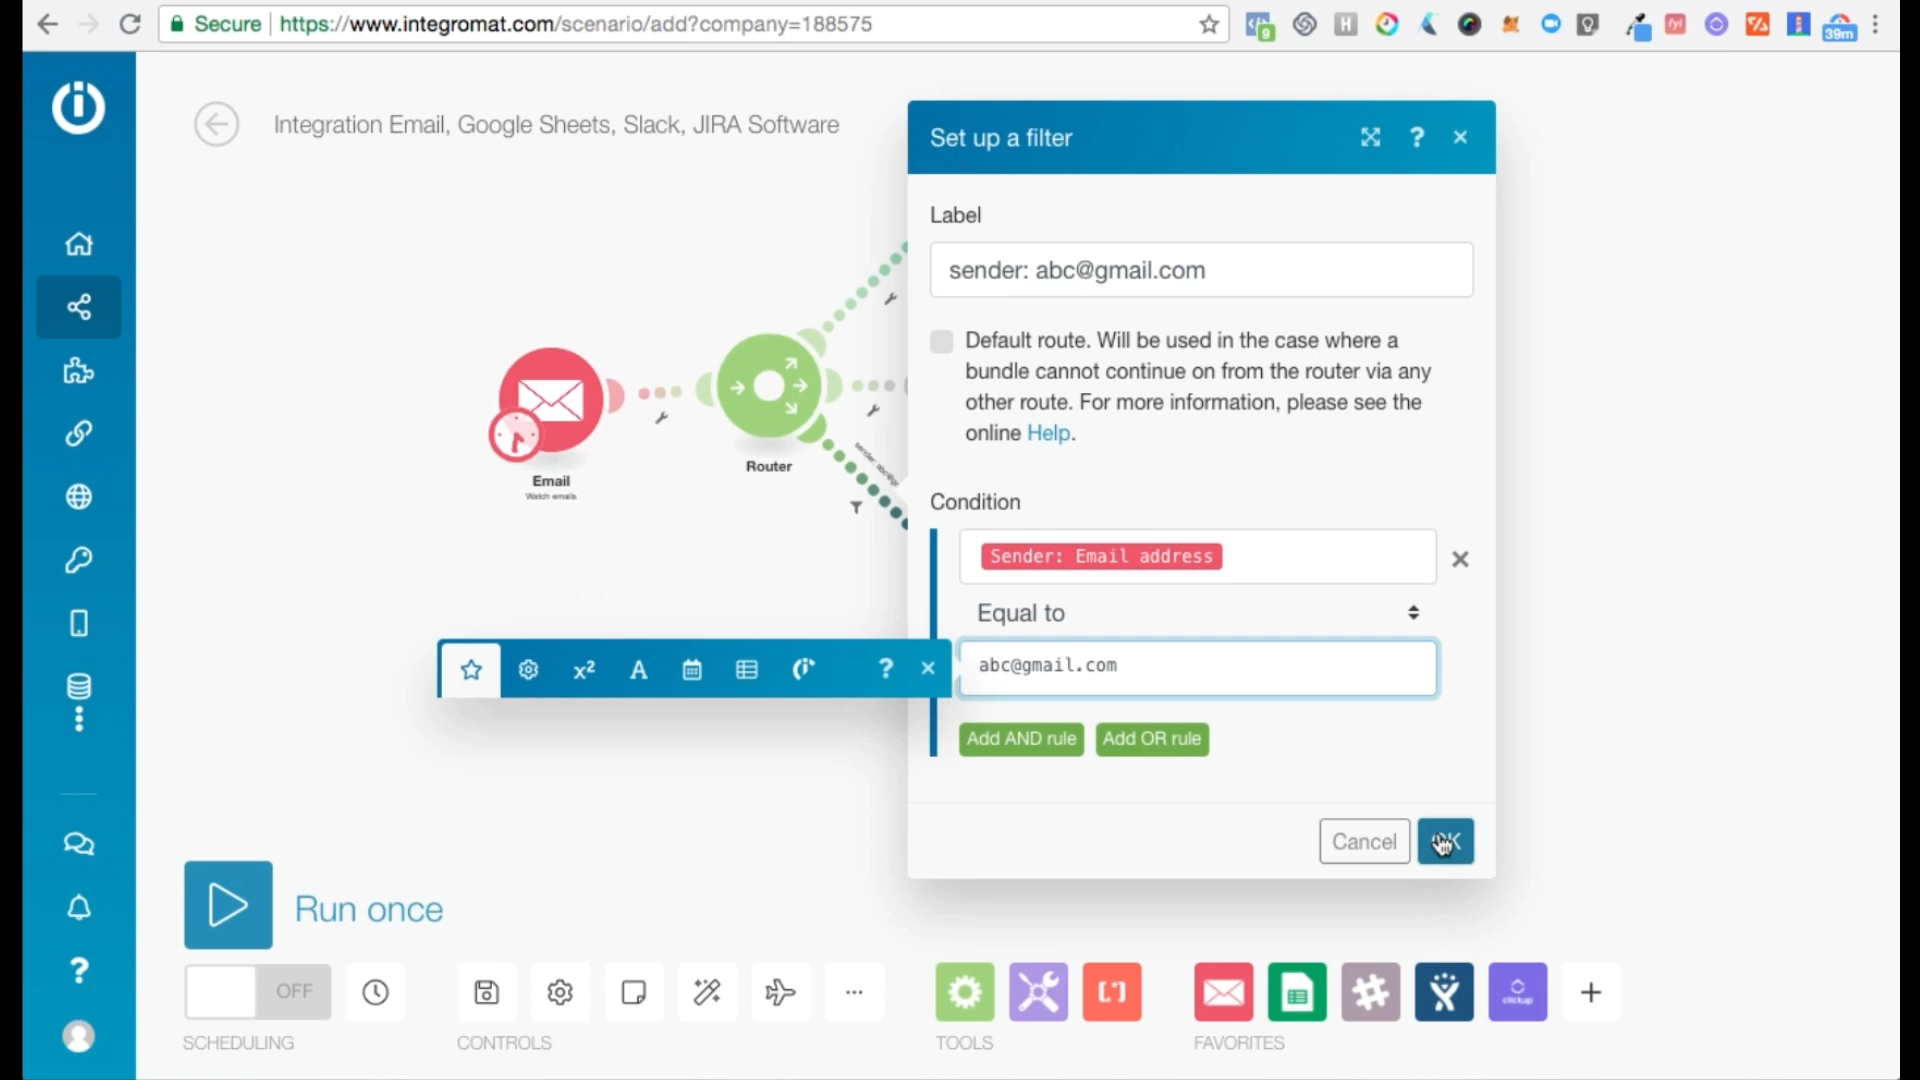 Secure https://www.integromat.com/scenario/add?company=188575
9
H
fyi
39m
Integration Email, Google Sheets, Slack, JIRA Software
Set up a filter
Label
sender: abc@gmail.com
Default route. Will be used in the case where a
bundle cannot continue on from the router via any
other route. For more information, please see the
online Help.
Email
Watch emails
Router
Condition
Sender: Email address
Equal to
abc@gmail.com
Add AND rule
Add OR rule
Cancel
Run once
OFF
SCHEDULING
CONTROLS
TOOLS
clickup
FAVORITES